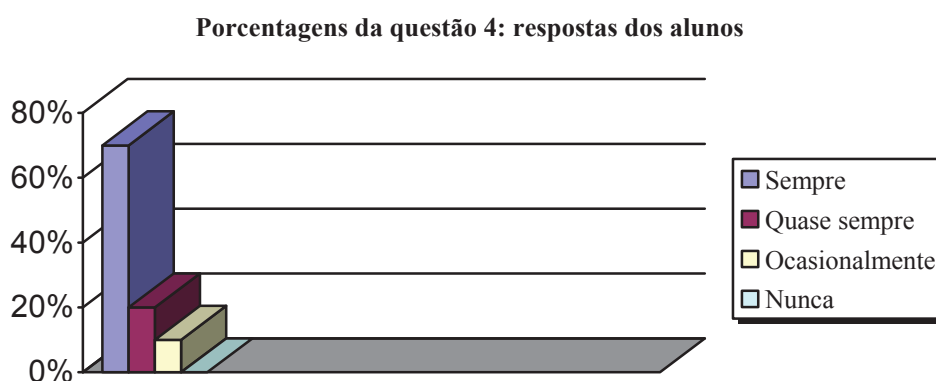 Porcentagens da questão 4: respostas dos alunos
80%
60%
40%
20%
0%
Sempre
Quase sempre
Ocasionalmente
Nunca